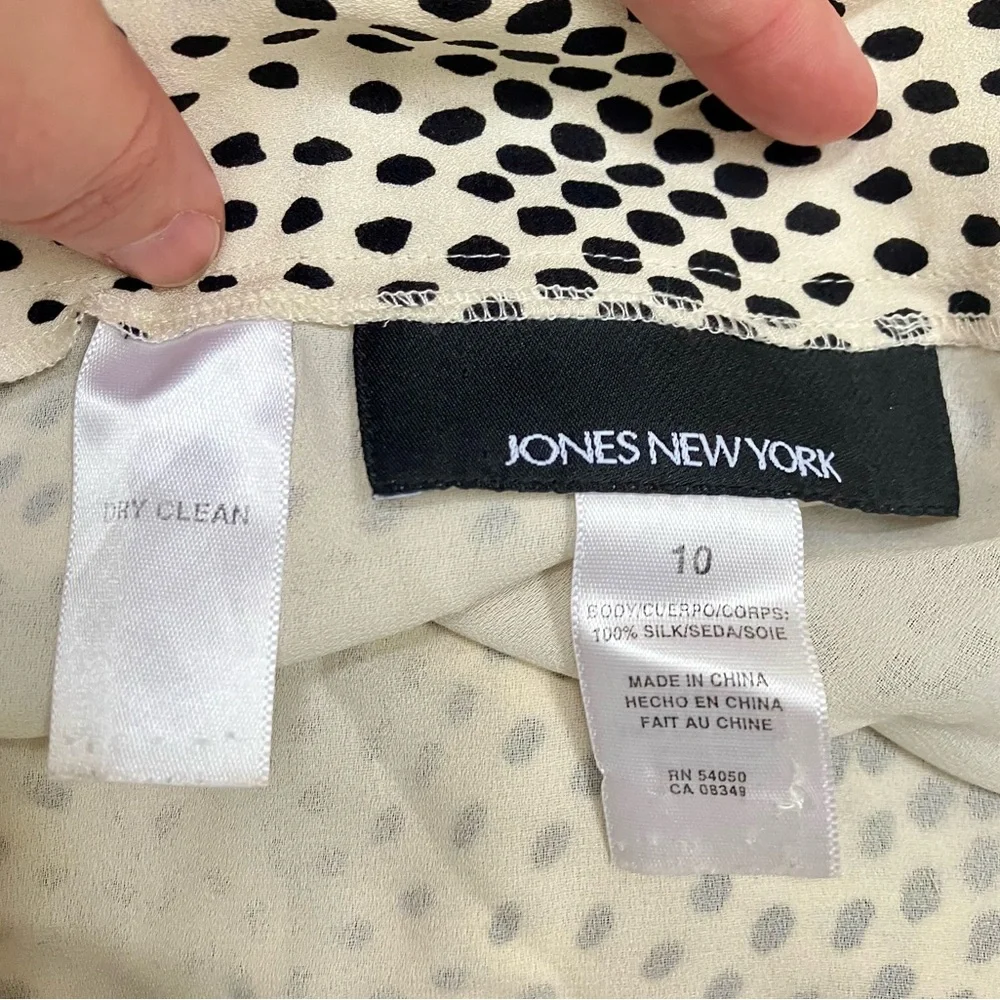 DRY CLEAN
JONES NEW YORK
10
BODY/CUERPO/CORPS:
100% SILK/SEDA/SOIE
MADE IN CHINA
HECHO EN CHINA
FAIT AU CHINE
RN 54050
CA 08349